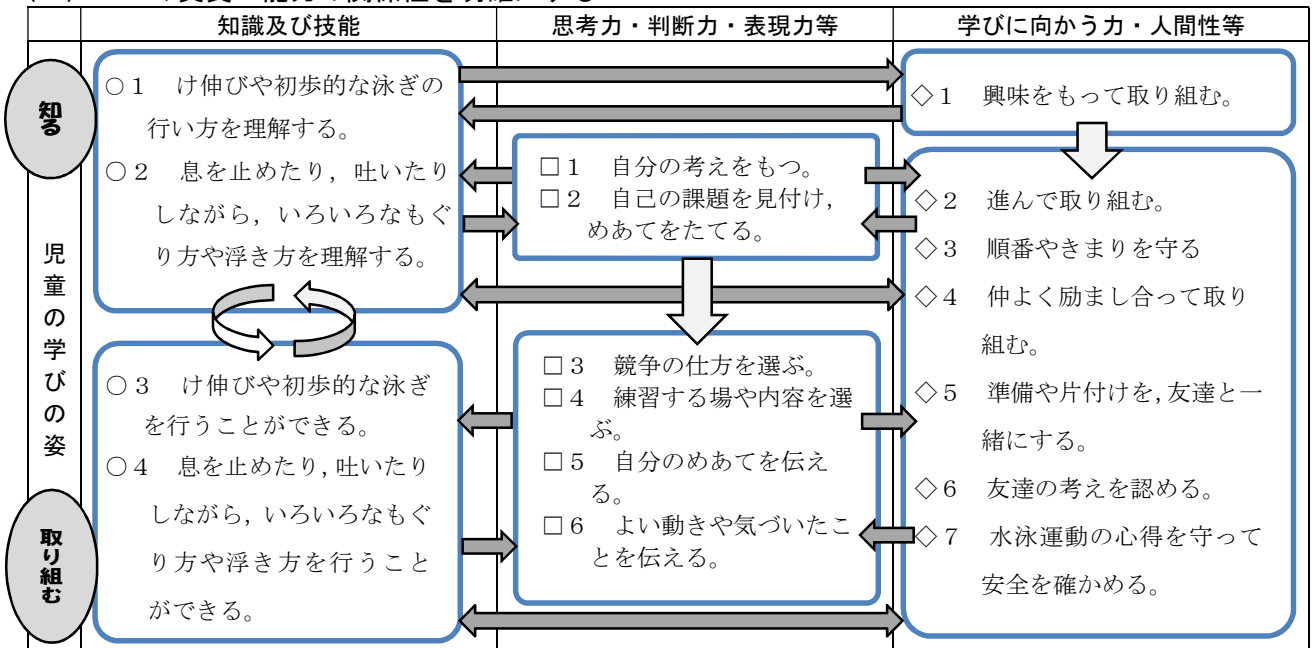 知識及び技能
思考力・判断力・表現力等
学びに向かう力・人間性等
知る
児童の学びの姿
取り組む
○1 け伸びや初歩的な泳ぎの
行い方を理解する。
○2 息を止めたり，吐いたり
しながら，いろいろなもぐ
り方や浮き方を理解する。
○3 け伸びや初歩的な泳ぎ
を行うことができる。
○4 息を止めたり，吐いたり
しながら，いろいろなもぐ
り方や浮き方を行うこと
ができる。
□1 自分の考えをもつ。
□2 自己の課題を見付け，
めあてをたてる。
□3 競争の仕方を選ぶ。
□4 練習する場や内容を選
ぶ。
□5 自分のめあてを伝え
る。
□6 よい動きや気づいたこ
とを伝える。
◇1 興味をもって取り組む。
◇2 進んで取り組む。
◇3 順番やきまりを守る
◇4 仲よく励まし合って取り
組む。
◇5 準備や片付けを，友達と一
緒にする。
◇6 友達の考えを認める。
◇7 水泳運動の心得を守って
安全を確かめる。